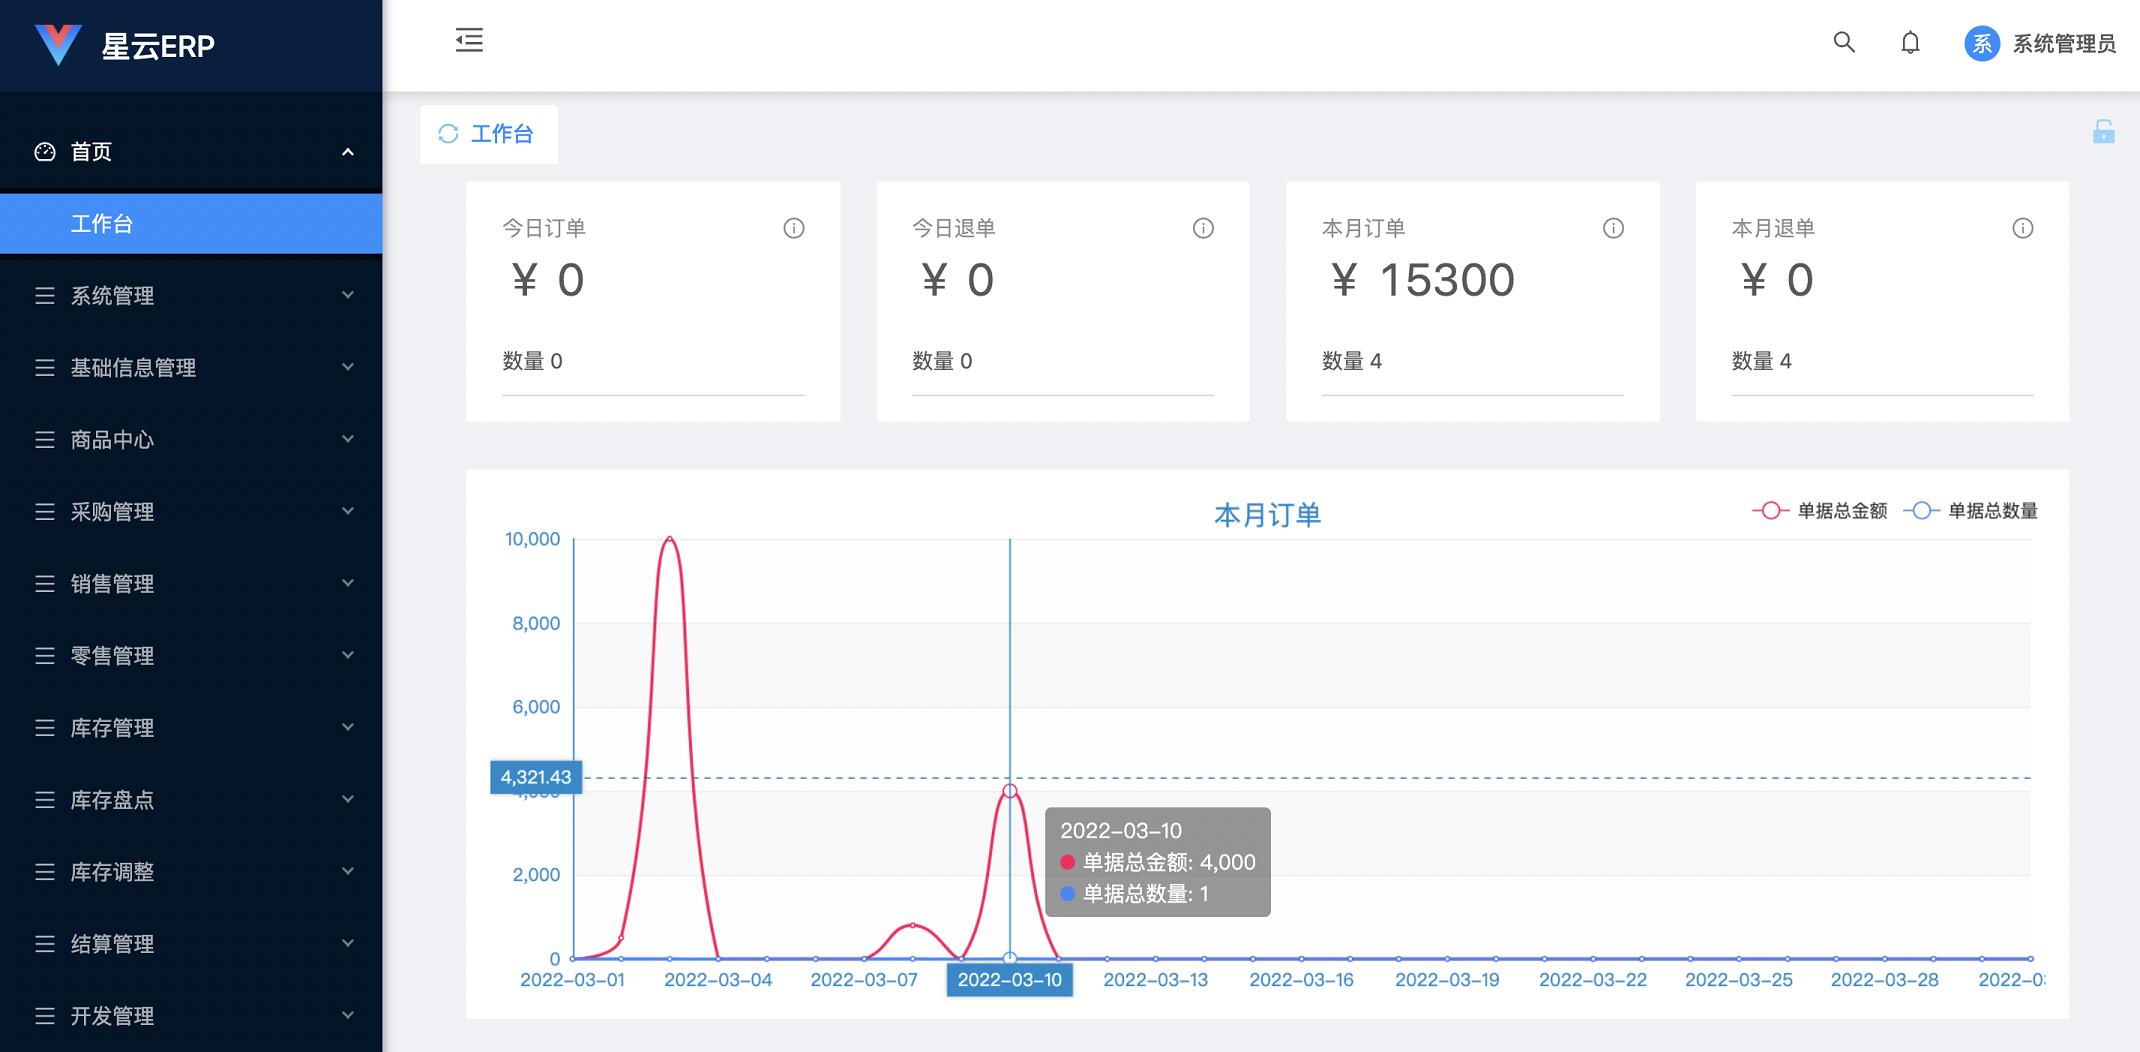 星云ERP
系 系统管理员
首页
工作台
系统管理
基础信息管理
商品中心
采购管理
销售管理
零售管理
库存管理
库存盘点
库存调整
结算管理
开发管理
工作台
今日订单
¥ 0
数量 0
今日退单
¥ 0
数量 0
本月订单
¥ 15300
数量 4
本月退单
¥ 0
数量 4
本月订单
单据总金额 单据总数量
10,000
8,000
6,000
4,321.43
4,000
2,000
0
2022-03-10
单据总金额: 4,000
单据总数量: 1
2022-03-01 2022-03-04 2022-03-07 2022-03-10 2022-03-13 2022-03-16 2022-03-19 2022-03-22 2022-03-25 2022-03-28